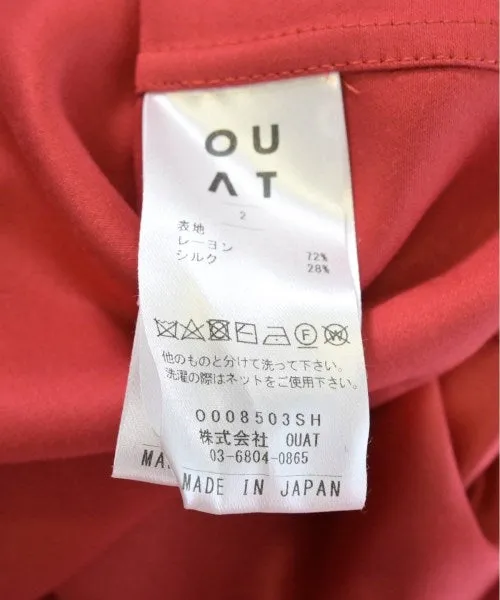 OU
ΛT
2
表地
レーヨン 72%
シルク 28%
他のものと分けて洗って下さい。
洗濯の際はネットをご使用下さい。
0008503SH
株式会社 OUAT
03-6804-0865
MA
MADE IN JAPAN